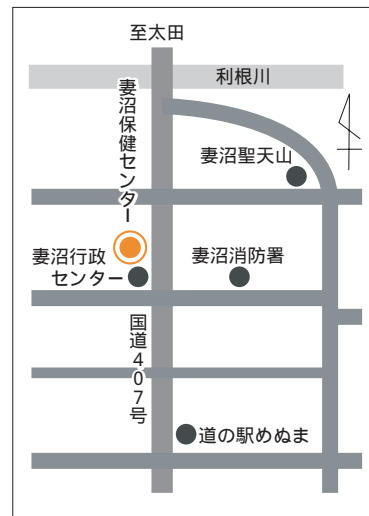 至太田
利根川
妻沼保健センター
妻沼聖天山
妻沼行政
センター
妻沼消防署
国道407号
道の駅めぬま